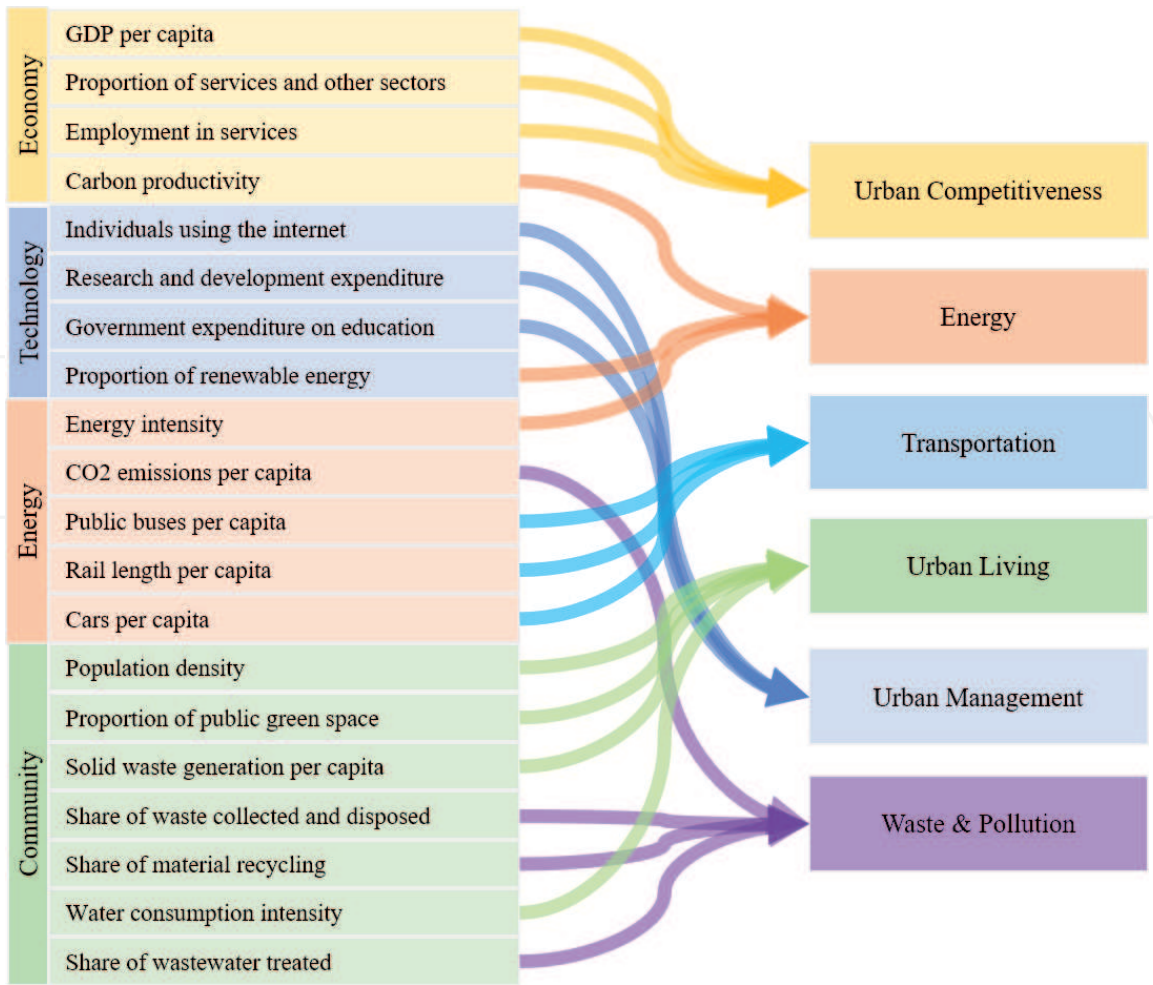 Economy
GDP per capita
Proportion of services and other sectors
Employment in services
Carbon productivity
Technology
Individuals using the internet
Research and development expenditure
Government expenditure on education
Proportion of renewable energy
Energy
Energy intensity
CO2 emissions per capita
Public buses per capita
Rail length per capita
Cars per capita
Community
Population density
Proportion of public green space
Solid waste generation per capita
Share of waste collected and disposed
Share of material recycling
Water consumption intensity
Share of wastewater treated
Urban Competitiveness
Energy
Transportation
Urban Living
Urban Management
Waste & Pollution